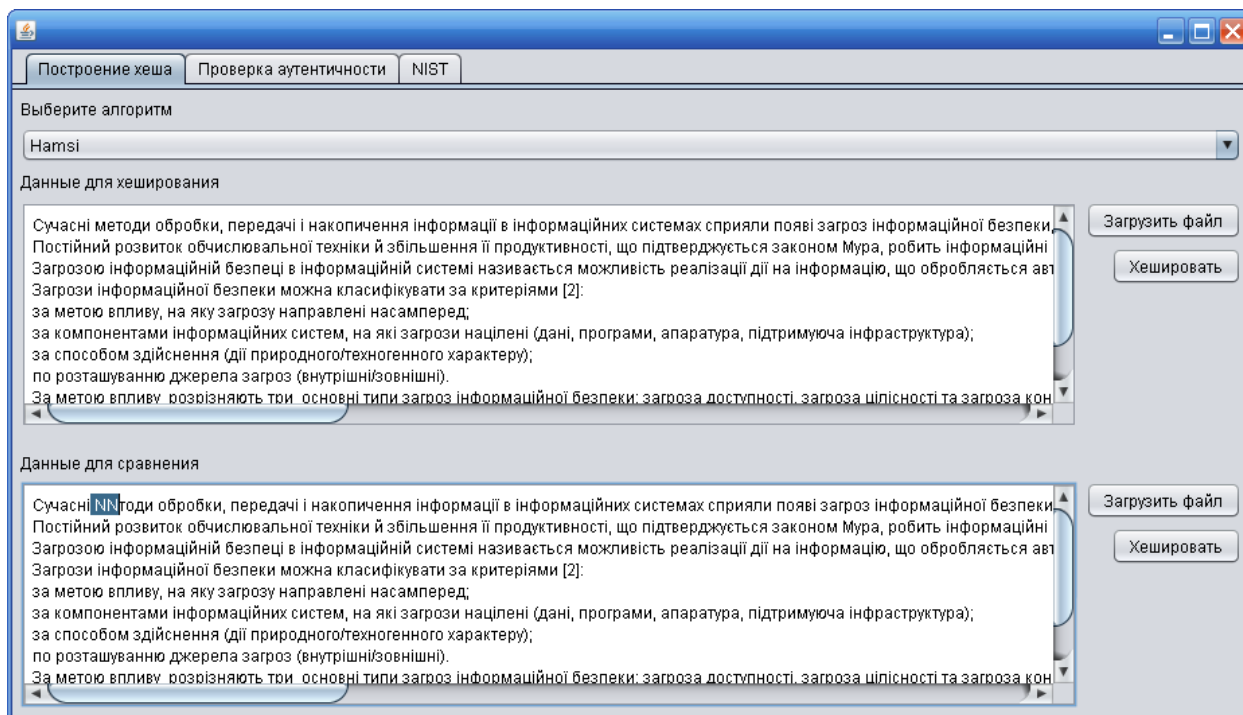 Построение хеша Проверка аутентичности NIST
Выберите алгоритм
Hamsi
Данные для хеширования
Сучасні методи обробки, передачі і накопичення інформації в інформаційних системах сприяли появі загроз інформаційної безпеки,
Загрузить файл
Постійний розвиток обчислювальної техніки й збільшення її продуктивності, що підтверджується законом Мура, робить інформаційні
Загрозою інформаційній безпеці в інформаційній системі називається можливість реалізації дії на інформацію, що обробляється авт
Хешировать
Загрози інформаційної безпеки можна класифікувати за критеріями [2]:
за метою впливу, на яку загрозу направлені насамперед;
за компонентами інформаційних систем, на які загрози націлені (дані, програми, апаратура, підтримуюча інфраструктура);
за способом здійснення (дії природного/техногенного характеру);
по розташуванню джерела загроз (внутрішні/зовнішні).
За метою впливу розрізняють три основні типи загроз інформаційної безпеки: загроза доступності, загроза цілісності та загроза кон
Данные для сравнения
Сучасні NNтоди обробки, передачі і накопичення інформації в інформаційних системах сприяли появі загроз інформаційної безпеки,
Загрузить файл
Постійний розвиток обчислювальної техніки й збільшення її продуктивності, що підтверджується законом Мура, робить інформаційні
Загрозою інформаційній безпеці в інформаційній системі називається можливість реалізації дії на інформацію, що обробляється авт
Хешировать
Загрози інформаційної безпеки можна класифікувати за критеріями [2]:
за метою впливу, на яку загрозу направлені насамперед;
за компонентами інформаційних систем, на які загрози націлені (дані, програми, апаратура, підтримуюча інфраструктура);
за способом здійснення (дії природного/техногенного характеру);
по розташуванню джерела загроз (внутрішні/зовнішні).
За метою впливу розрізняють три основні типи загроз інформаційної безпеки: загроза доступності, загроза цілісності та загроза кон